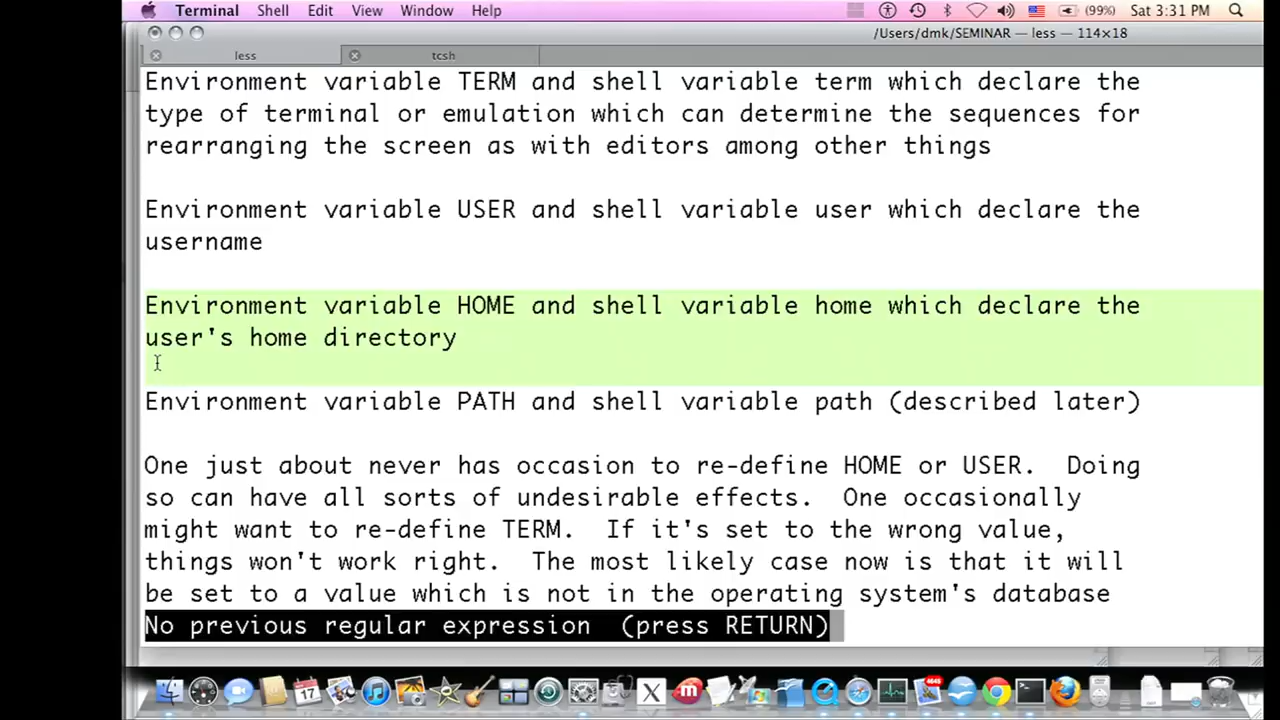 Terminal Shell Edit View Window Help (99%) Sat 3:31 PM
/Users/dmk/SEMINAR — less — 114×18
less tcsh
Environment variable TERM and shell variable term which declare the
type of terminal or emulation which can determine the sequences for
rearranging the screen as with editors among other things
Environment variable USER and shell variable user which declare the
username
Environment variable HOME and shell variable home which declare the
user's home directory
Environment variable PATH and shell variable path (described later)
One just about never has occasion to re-define HOME or USER.  Doing
so can have all sorts of undesirable effects.  One occasionally
might want to re-define TERM.  If it's set to the wrong value,
things won't work right.  The most likely case now is that it will
be set to a value which is not in the operating system's database
No previous regular expression  (press RETURN)
17